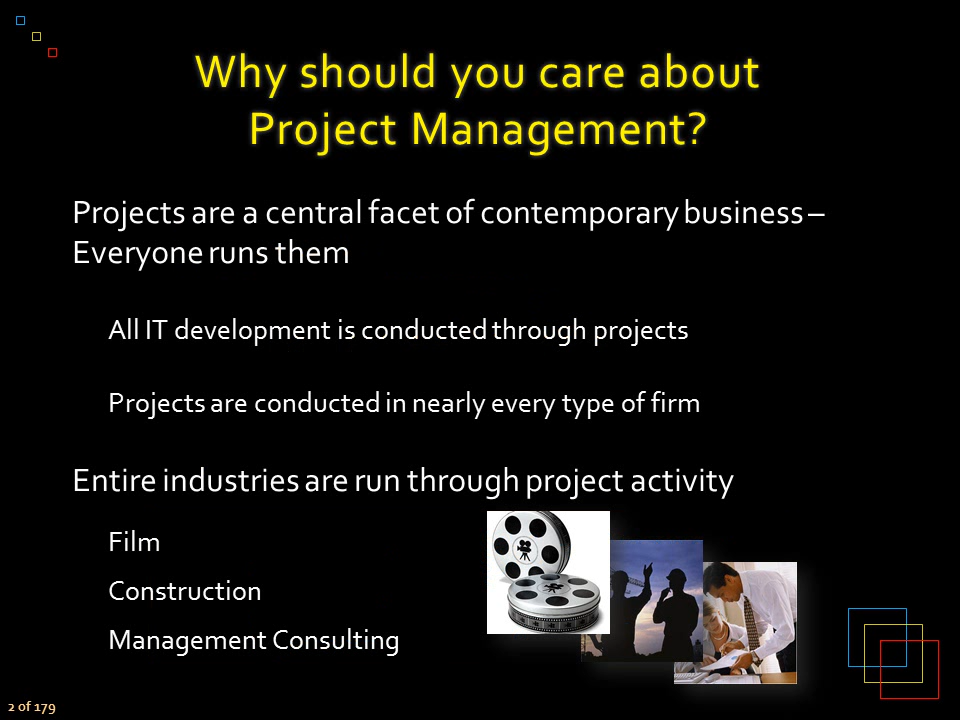 Why should you care about
Project Management?
Projects are a central facet of contemporary business –
Everyone runs them
All IT development is conducted through projects
Projects are conducted in nearly every type of firm
Entire industries are run through project activity
Film
Construction
Management Consulting
2 of 179